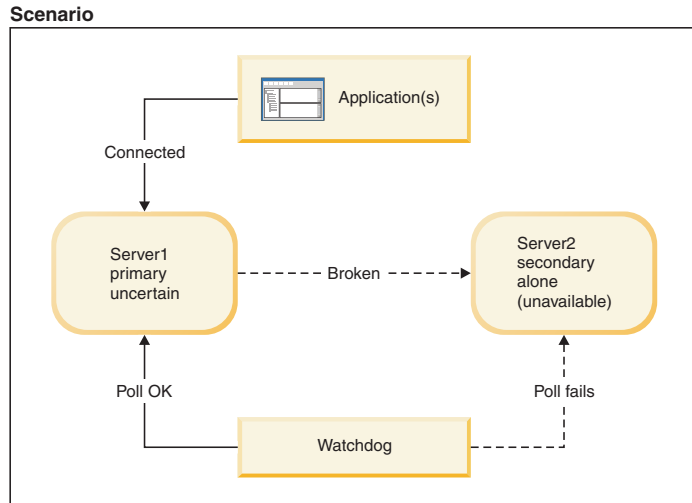 Scenario
Application(s)
Connected
Server1
primary
uncertain
Broken
Server2
secondary
alone
(unavailable)
Poll OK
Poll fails
Watchdog